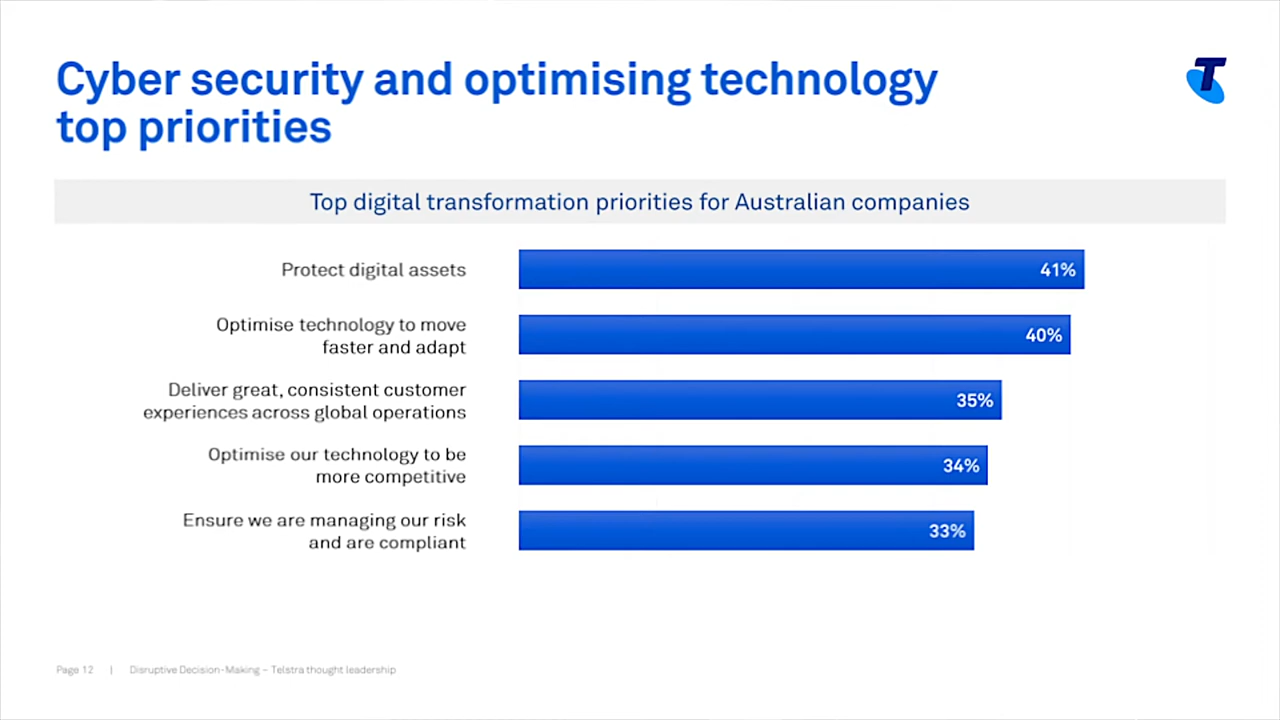 Cyber security and optimising technology
top priorities
T
Top digital transformation priorities for Australian companies
Protect digital assets
41%
Optimise technology to move
faster and adapt
40%
Deliver great, consistent customer
experiences across global operations
35%
Optimise our technology to be
more competitive
34%
Ensure we are managing our risk
and are compliant
33%
Page 12 | Disruptive Decision-Making – Telstra thought leadership